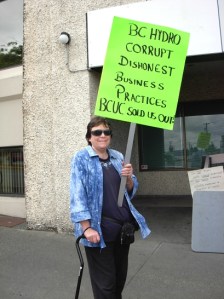 BC HYDRO
CORRUPT
DISHONEST
BUSINESS
PRACTICES
BCUC SOLD US OUT